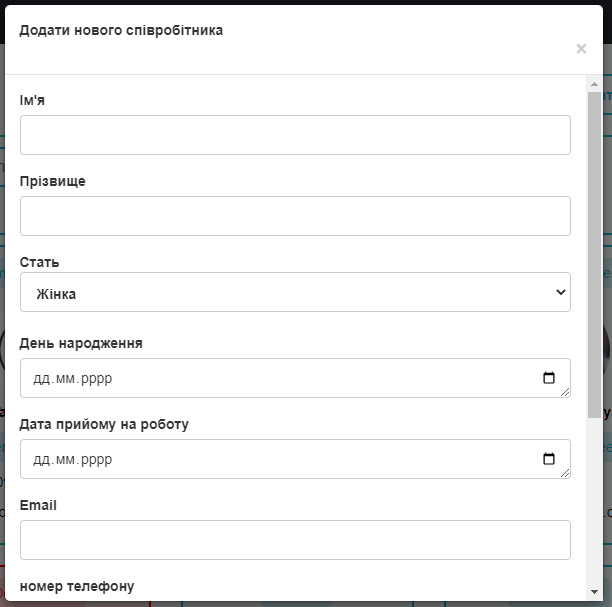 Додати нового співробітника
×
Ім'я
Прізвище
Стать
Жінка
День народження
дд.мм.рррр
Дата прийому на роботу
дд.мм.рррр
Email
номер телефону